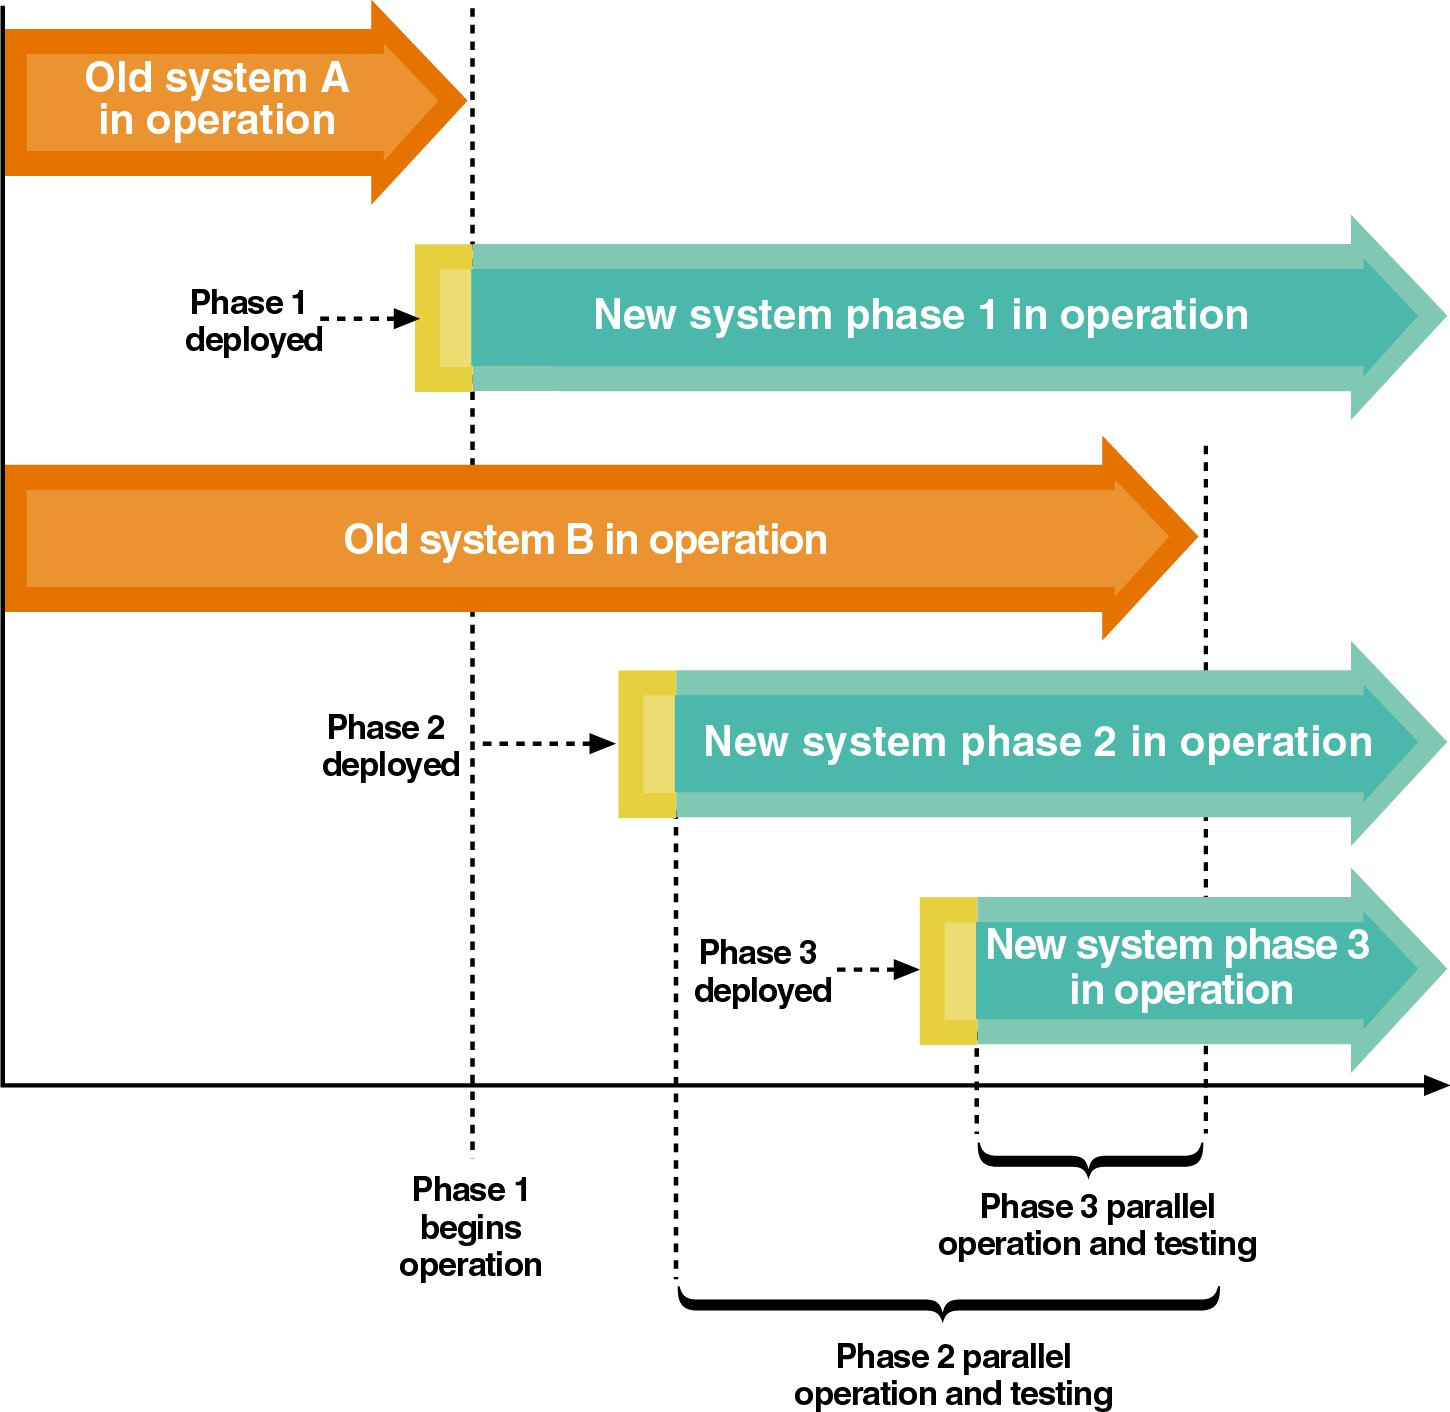 Old system A
in operation
Phase 1
deployed
New system phase 1 in operation
Old system B in operation
Phase 2
deployed
New system phase 2 in operation
Phase 3
deployed
New system phase 3
in operation
Phase 1
begins
operation
Phase 3 parallel
operation and testing
Phase 2 parallel
operation and testing